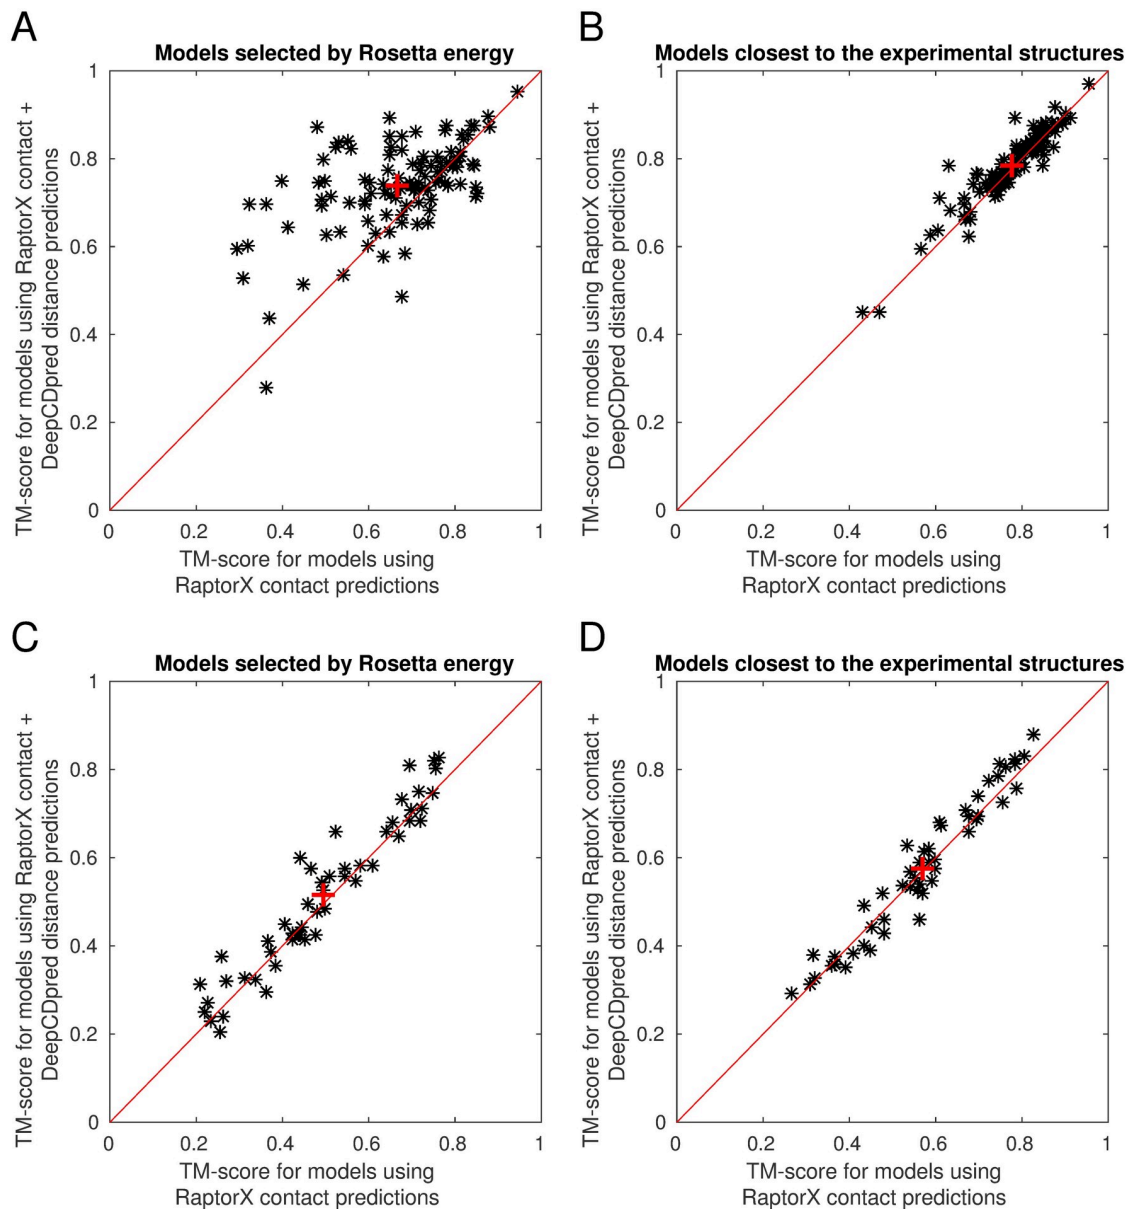 A
Models selected by Rosetta energy
TM-score for models using RaptorX contact +
DeepCDpred distance predictions
1
0.8
0.6
0.4
0.2
0
0
0.2
0.4
0.6
0.8
1
TM-score for models using
RaptorX contact predictions
B
Models closest to the experimental structures
TM-score for models using RaptorX contact +
DeepCDpred distance predictions
1
0.8
0.6
0.4
0.2
0
0
0.2
0.4
0.6
0.8
1
TM-score for models using
RaptorX contact predictions
C
Models selected by Rosetta energy
TM-score for models using RaptorX contact +
DeepCDpred distance predictions
1
0.8
0.6
0.4
0.2
0
0
0.2
0.4
0.6
0.8
1
TM-score for models using
RaptorX contact predictions
D
Models closest to the experimental structures
TM-score for models using RaptorX contact +
DeepCDpred distance predictions
1
0.8
0.6
0.4
0.2
0
0
0.2
0.4
0.6
0.8
1
TM-score for models using
RaptorX contact predictions